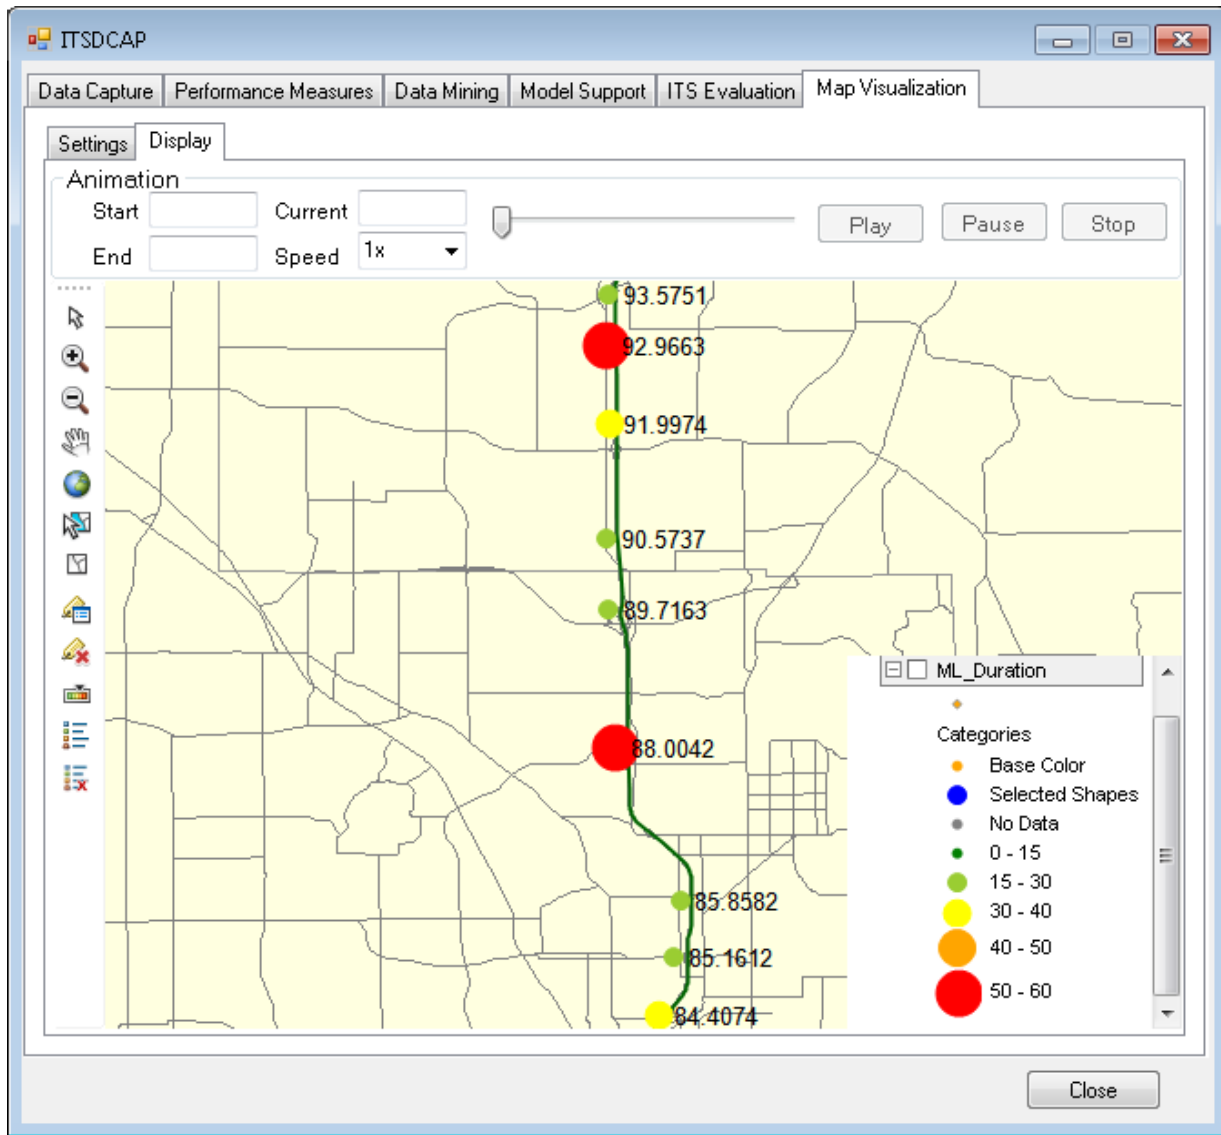 ITSDCAP
Data Capture Performance Measures Data Mining Model Support ITS Evaluation Map Visualization
Settings Display
Animation
Start Current Play Pause Stop
End Speed 1x
93.5751
92.9663
91.9974
90.5737
89.7163
88.0042
85.8582
85.1612
84.4074
ML_Duration
Categories
Base Color
Selected Shapes
No Data
0 - 15
15 - 30
30 - 40
40 - 50
50 - 60
Close